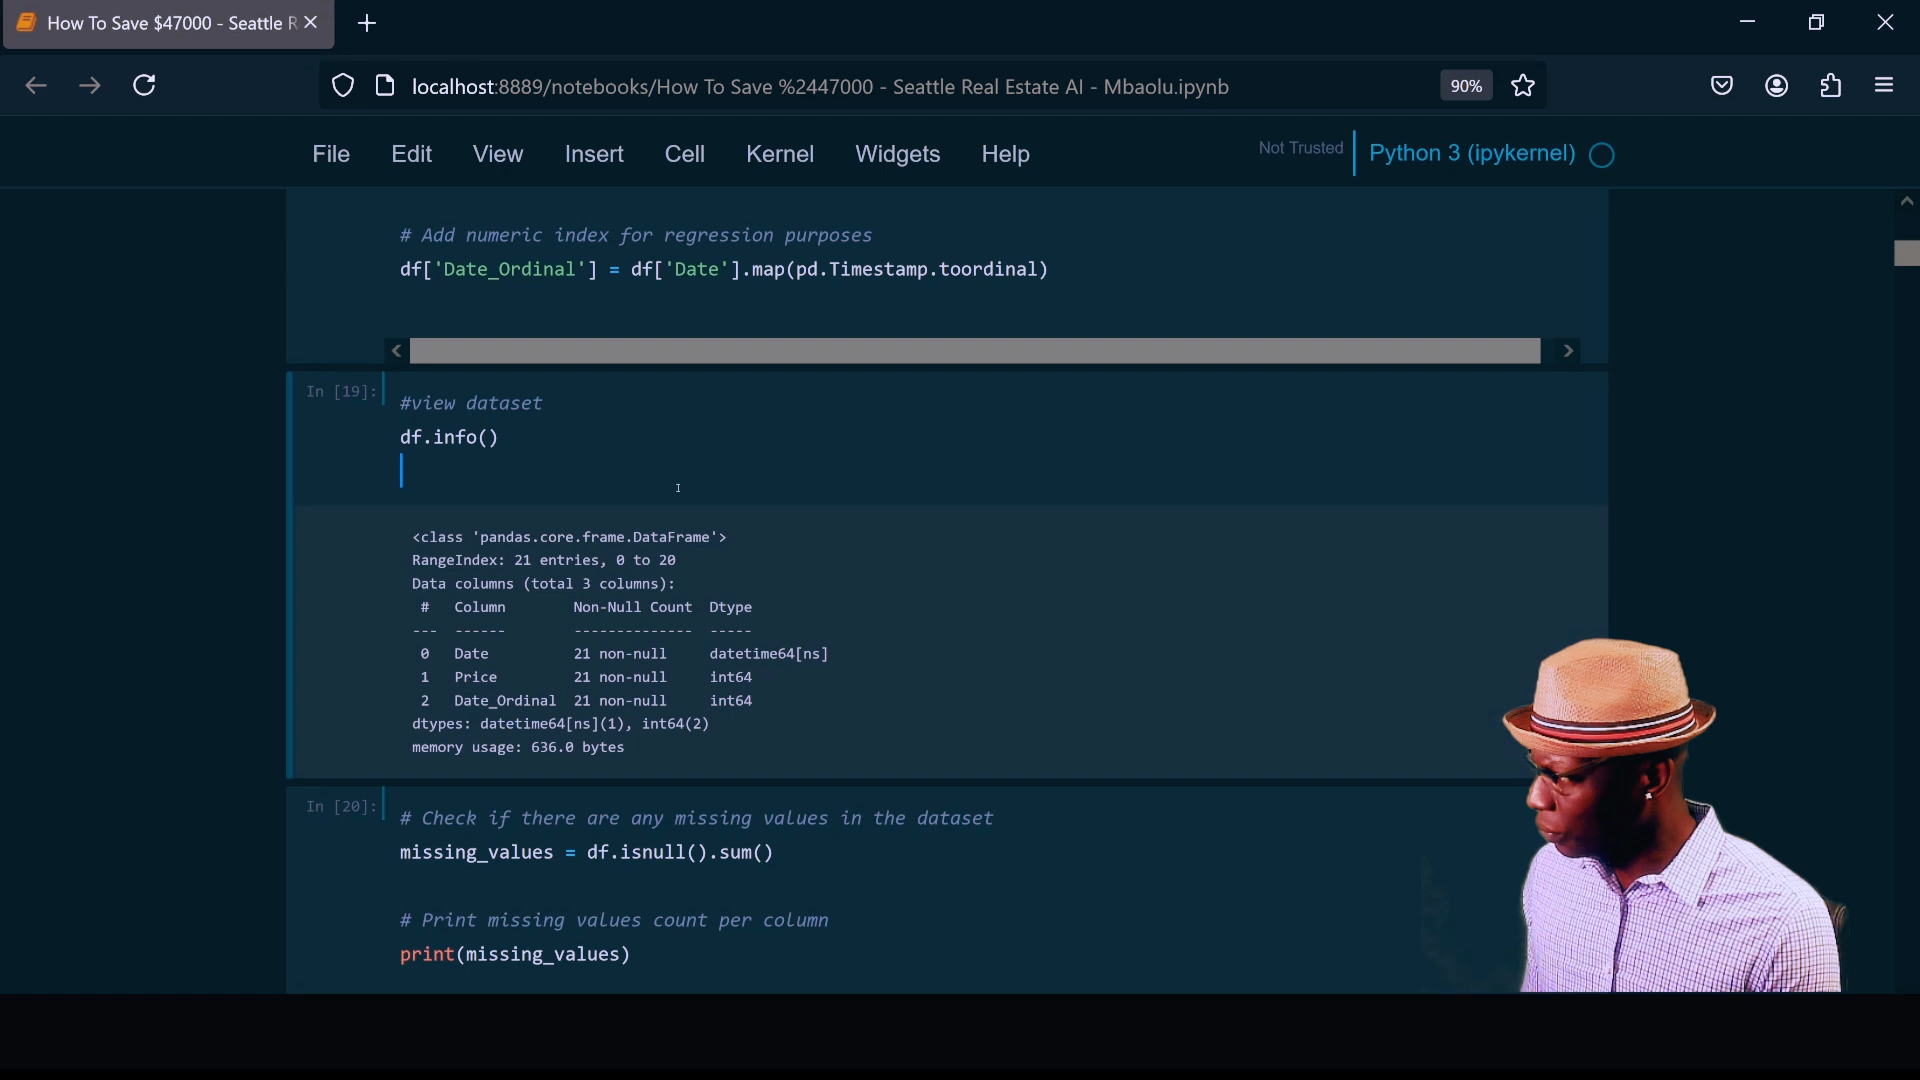 How To Save $47000 - Seattle R
localhost:8889/notebooks/How To Save %2447000 - Seattle Real Estate AI - Mbaolu.ipynb
90%
File Edit View Insert Cell Kernel Widgets Help
Not Trusted
Python 3 (ipykernel)
# Add numeric index for regression purposes
df['Date_Ordinal'] = df['Date'].map(pd.Timestamp.toordinal)
In [19]:
#view dataset
df.info()
<class 'pandas.core.frame.DataFrame'>
RangeIndex: 21 entries, 0 to 20
Data columns (total 3 columns):
 #   Column        Non-Null Count  Dtype
---  ------        --------------  -----
 0   Date          21 non-null     datetime64[ns]
 1   Price         21 non-null     int64
 2   Date_Ordinal  21 non-null     int64
dtypes: datetime64[ns](1), int64(2)
memory usage: 636.0 bytes
In [20]:
# Check if there are any missing values in the dataset
missing_values = df.isnull().sum()
# Print missing values count per column
print(missing_values)